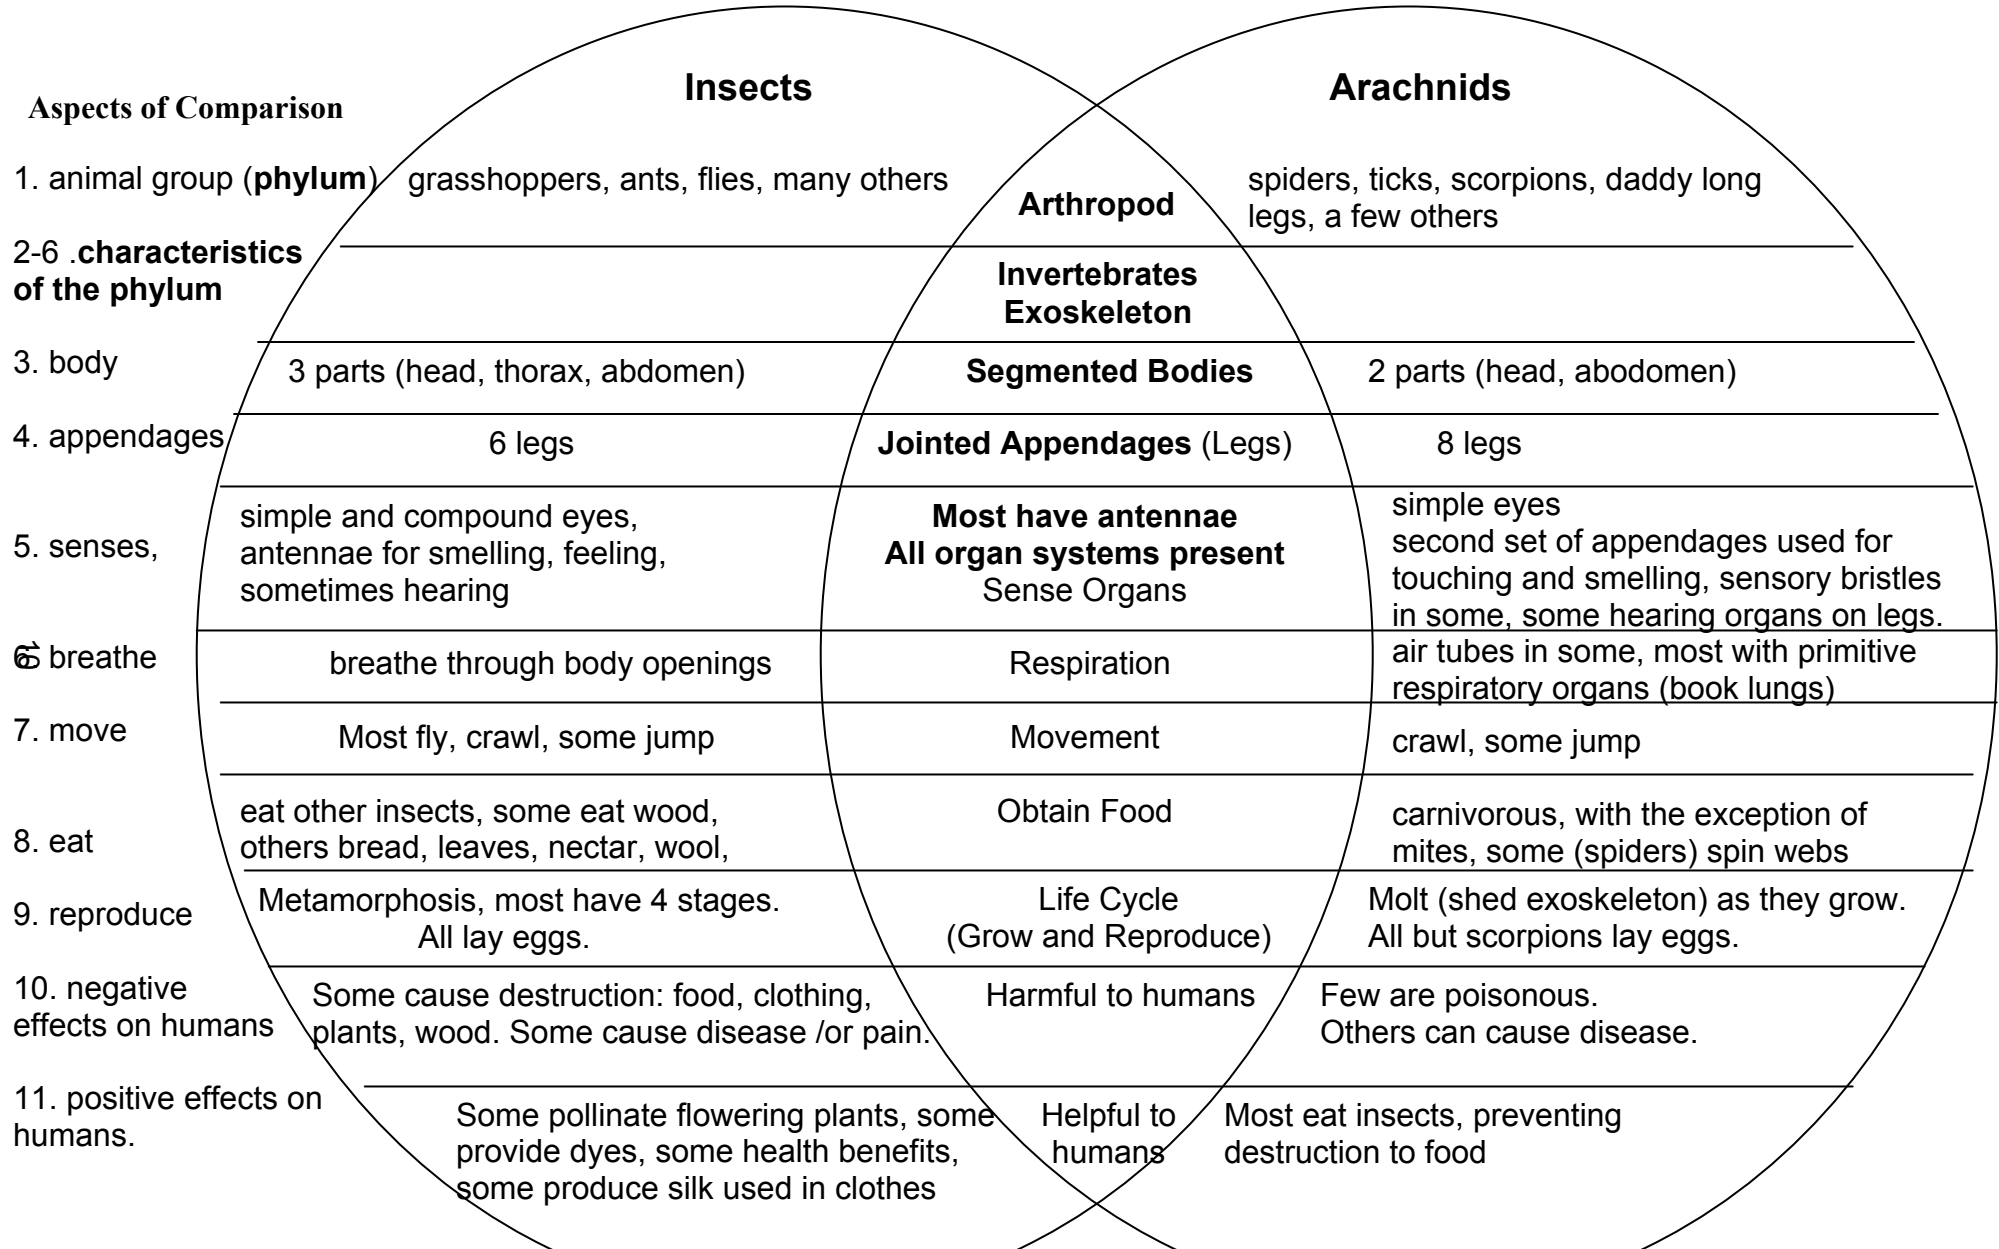 Insects
Arachnids
Aspects of Comparison
1. animal group (phylum)
grasshoppers, ants, flies, many others
Arthropod
spiders, ticks, scorpions, daddy long
legs, a few others
2-6 .characteristics
of the phylum
Invertebrates
Exoskeleton
3. body
3 parts (head, thorax, abdomen)
Segmented Bodies
2 parts (head, abodomen)
4. appendages
6 legs
Jointed Appendages (Legs)
8 legs
5. senses,
simple and compound eyes,
antennae for smelling, feeling,
sometimes hearing
Most have antennae
All organ systems present
Sense Organs
simple eyes
second set of appendages used for
touching and smelling, sensory bristles
in some, some hearing organs on legs.
6. breathe
breathe through body openings
Respiration
air tubes in some, most with primitive
respiratory organs (book lungs)
7. move
Most fly, crawl, some jump
Movement
crawl, some jump
8. eat
eat other insects, some eat wood,
others bread, leaves, nectar, wool,
Obtain Food
carnivorous, with the exception of
mites, some (spiders) spin webs
9. reproduce
Metamorphosis, most have 4 stages.
All lay eggs.
Life Cycle
(Grow and Reproduce)
Molt (shed exoskeleton) as they grow.
All but scorpions lay eggs.
10. negative
effects on humans
Some cause destruction: food, clothing,
plants, wood. Some cause disease /or pain.
Harmful to humans
Few are poisonous.
Others can cause disease.
11. positive effects on
humans.
Some pollinate flowering plants, some
provide dyes, some health benefits,
some produce silk used in clothes
Helpful to
humans
Most eat insects, preventing
destruction to food